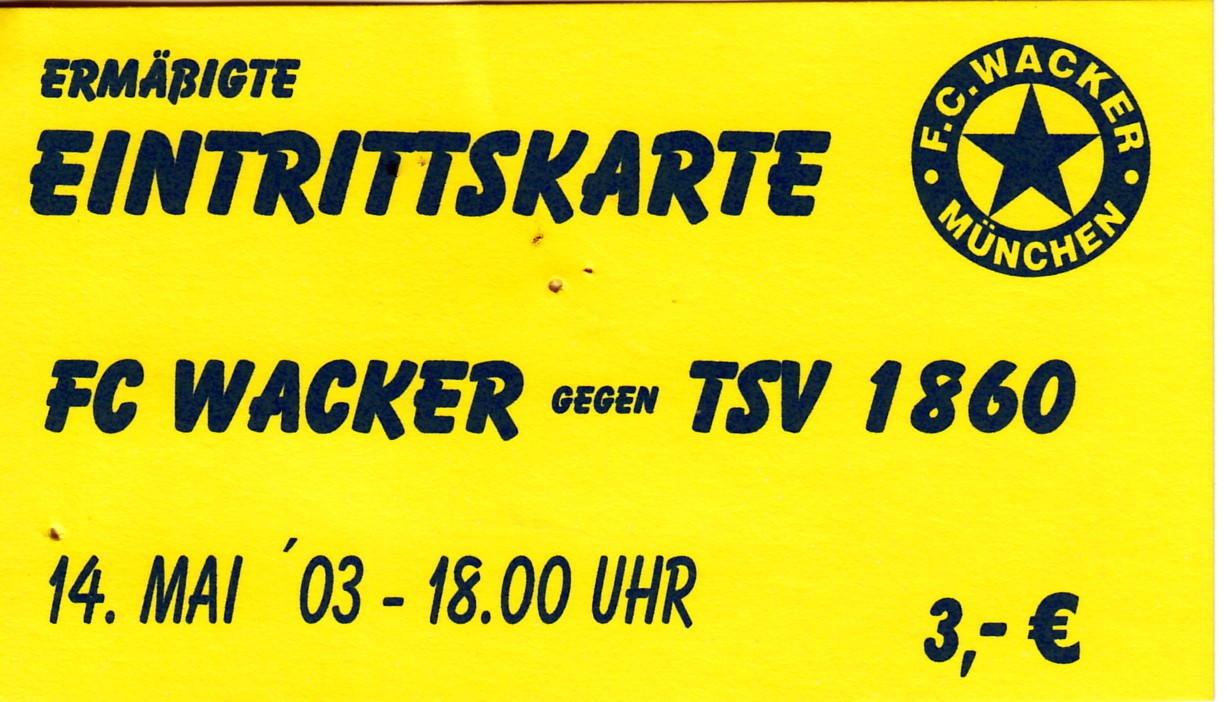 ERMÄßIGTE
EINTRITTSKARTE
F.C. WACKER
MÜNCHEN
FC WACKER GEGEN TSV 1860
14. MAI ´03 - 18.00 UHR
3,- €